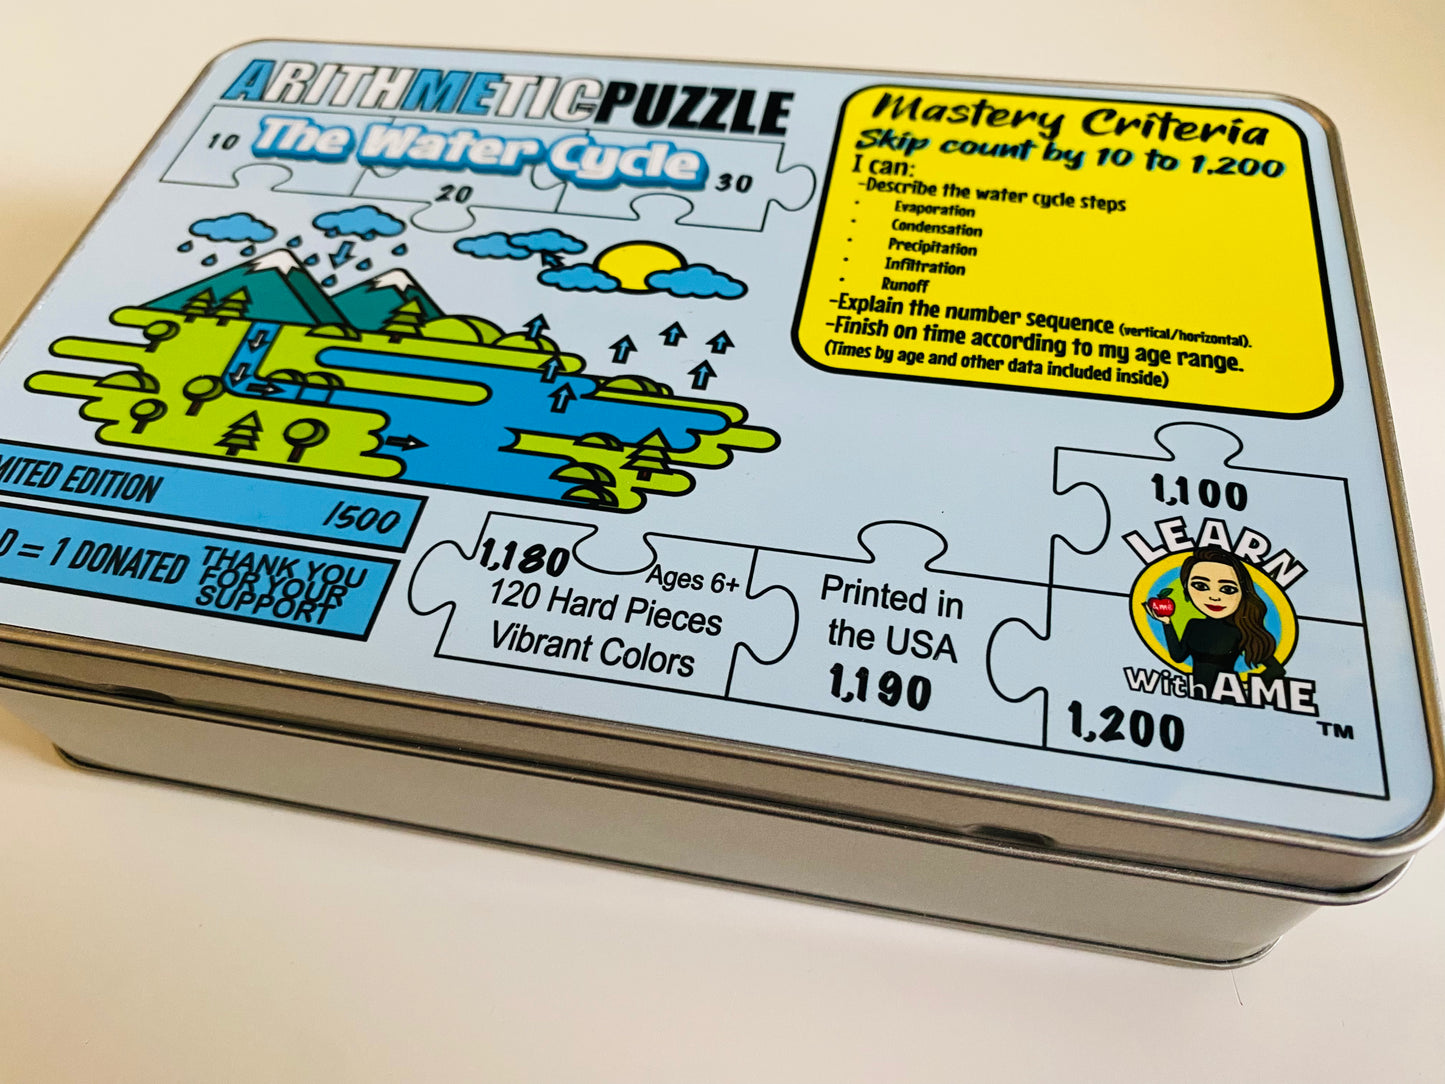 ARITHMETICPUZZLE
The Water Cycle
10
20
30
Mastery Criteria
Skip count by 10 to 1,200
I can:
-Describe the water cycle steps
· Evaporation
· Condensation
· Precipitation
· Infiltration
· Runoff
-Explain the number sequence (vertical/horizontal).
-Finish on time according to my age range.
(Times by age and other data included inside)
MITED EDITION /500
D = 1 DONATED
THANK YOU
FOR YOUR
SUPPORT
1,180
Ages 6+
120 Hard Pieces
Vibrant Colors
Printed in
the USA
1,190
1,100
LEARN
A ME
With A ME
TM
1,200